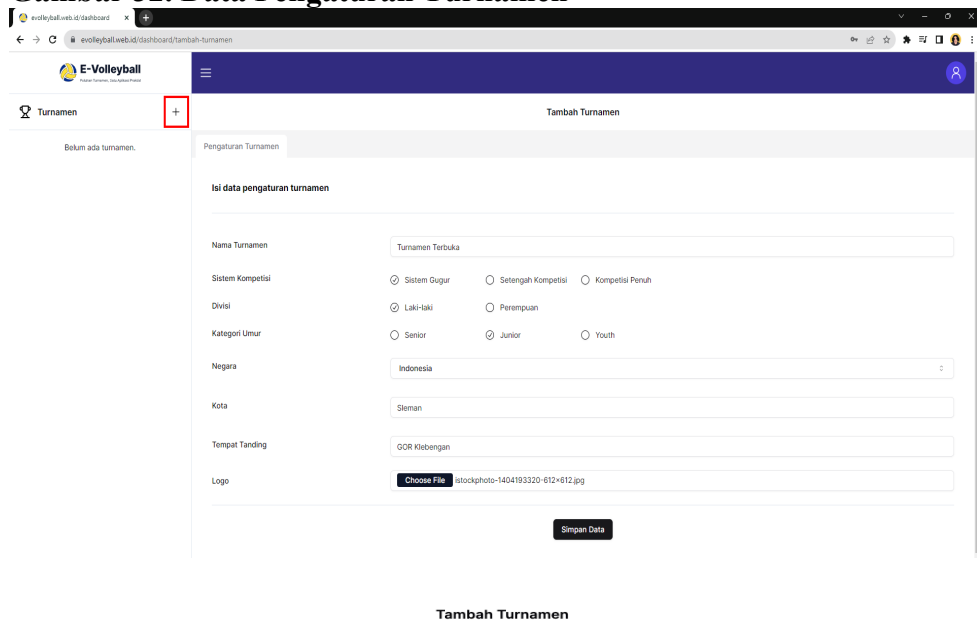 evolleyball.web.id/dashboard
evolleyball.web.id/dashboard/tambah-turnamen
E-Volleyball
Turnamen
Tambah Turnamen
Belum ada turnamen.
Pengaturan Turnamen
Isi data pengaturan turnamen
Nama Turnamen Turnamen Terbuka
Sistem Kompetisi Sistem Gugur Setengah Kompetisi Kompetisi Penuh
Divisi Laki-laki Perempuan
Kategori Umur Senior Junior Youth
Negara Indonesia
Kota Sleman
Tempat Tanding GOR Klebengan
Logo Choose File istockphoto-1404193320-612x612.jpg
Simpan Data
Tambah Turnamen